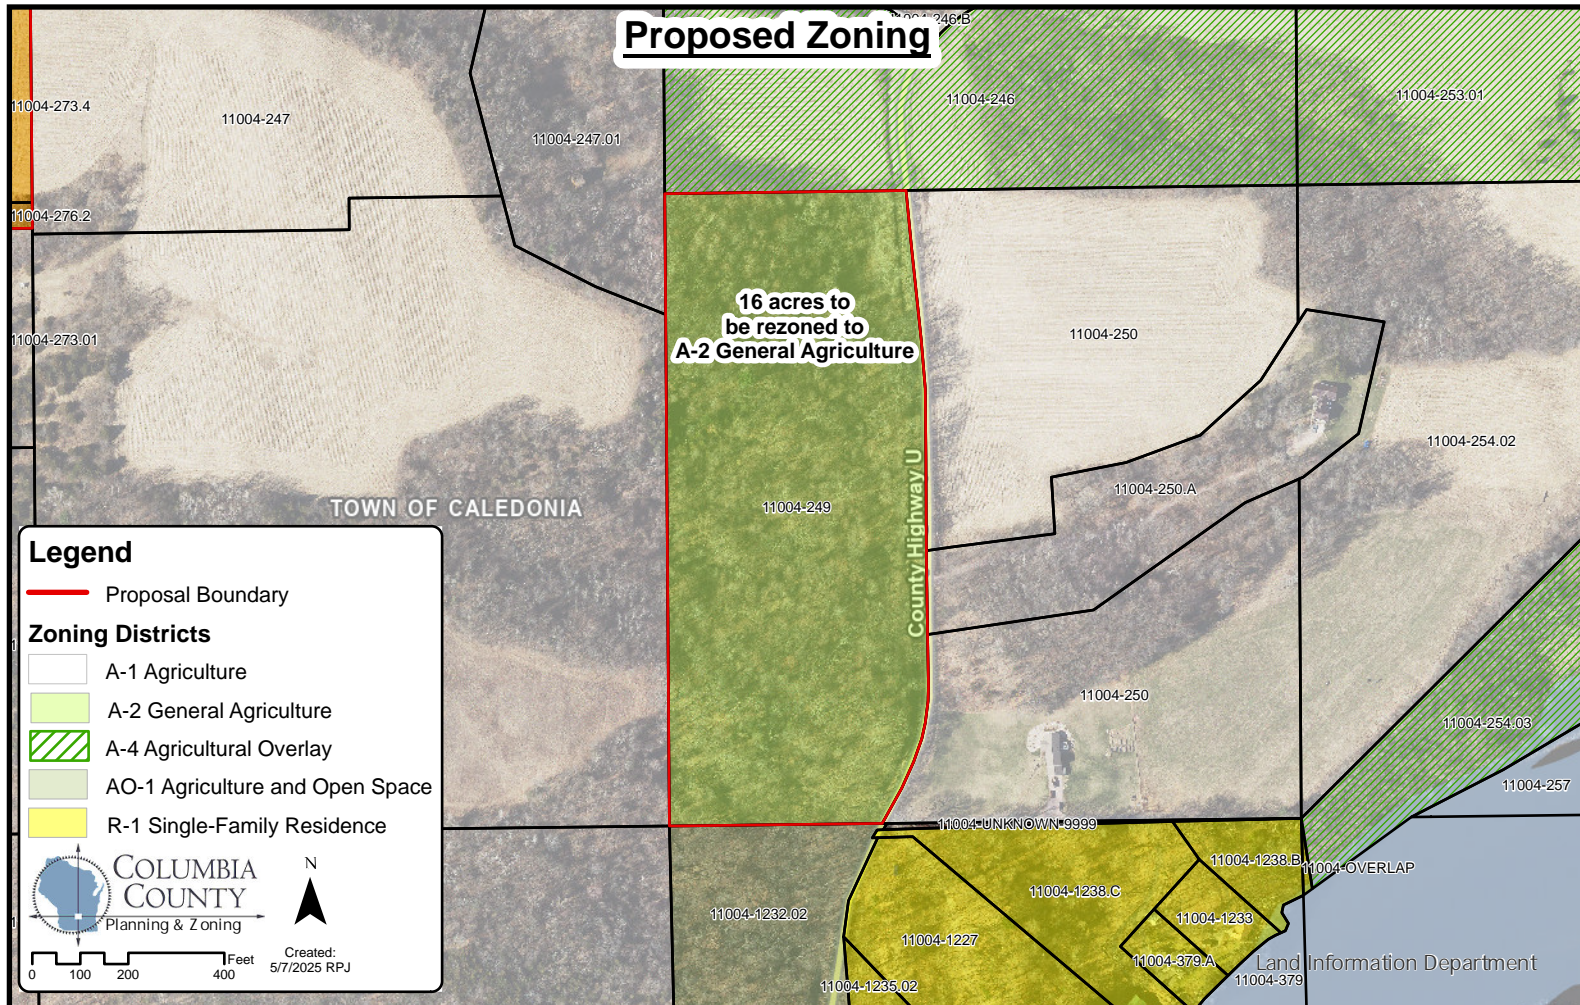 Proposed Zoning
11004-246.B
11004-273.4
11004-247
11004-247.01
11004-246
11004-253.01
11004-276.2
11004-273.01
16 acres to
be rezoned to
A-2 General Agriculture
11004-250
11004-254.02
11004-250.A
11004-249
County Highway U
TOWN OF CALEDONIA
11004-250
11004-254.03
11004-257
11004-UNKNOWN 9999
11004-1238.B
11004-OVERLAP
11004-1238.C
11004-1232.02
11004-1233
11004-1227
11004-379.A
11004-379
11004-1235.02
Land Information Department
Legend
Proposal Boundary
Zoning Districts
A-1 Agriculture
A-2 General Agriculture
A-4 Agricultural Overlay
AO-1 Agriculture and Open Space
R-1 Single-Family Residence
COLUMBIA
COUNTY
Planning & Zoning
N
Created:
5/7/2025 RPJ
Feet
0 100 200 400